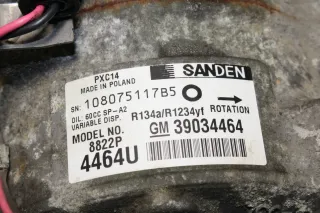 PXC14
MADE IN POLAND
SANDEN
SN: 108075117B5
OIL: 60CC SP-A2
VARIABLE DISP.
R134a/R1234yf
ROTATION
MODEL NO.
8822P
GM 39034464
4464U